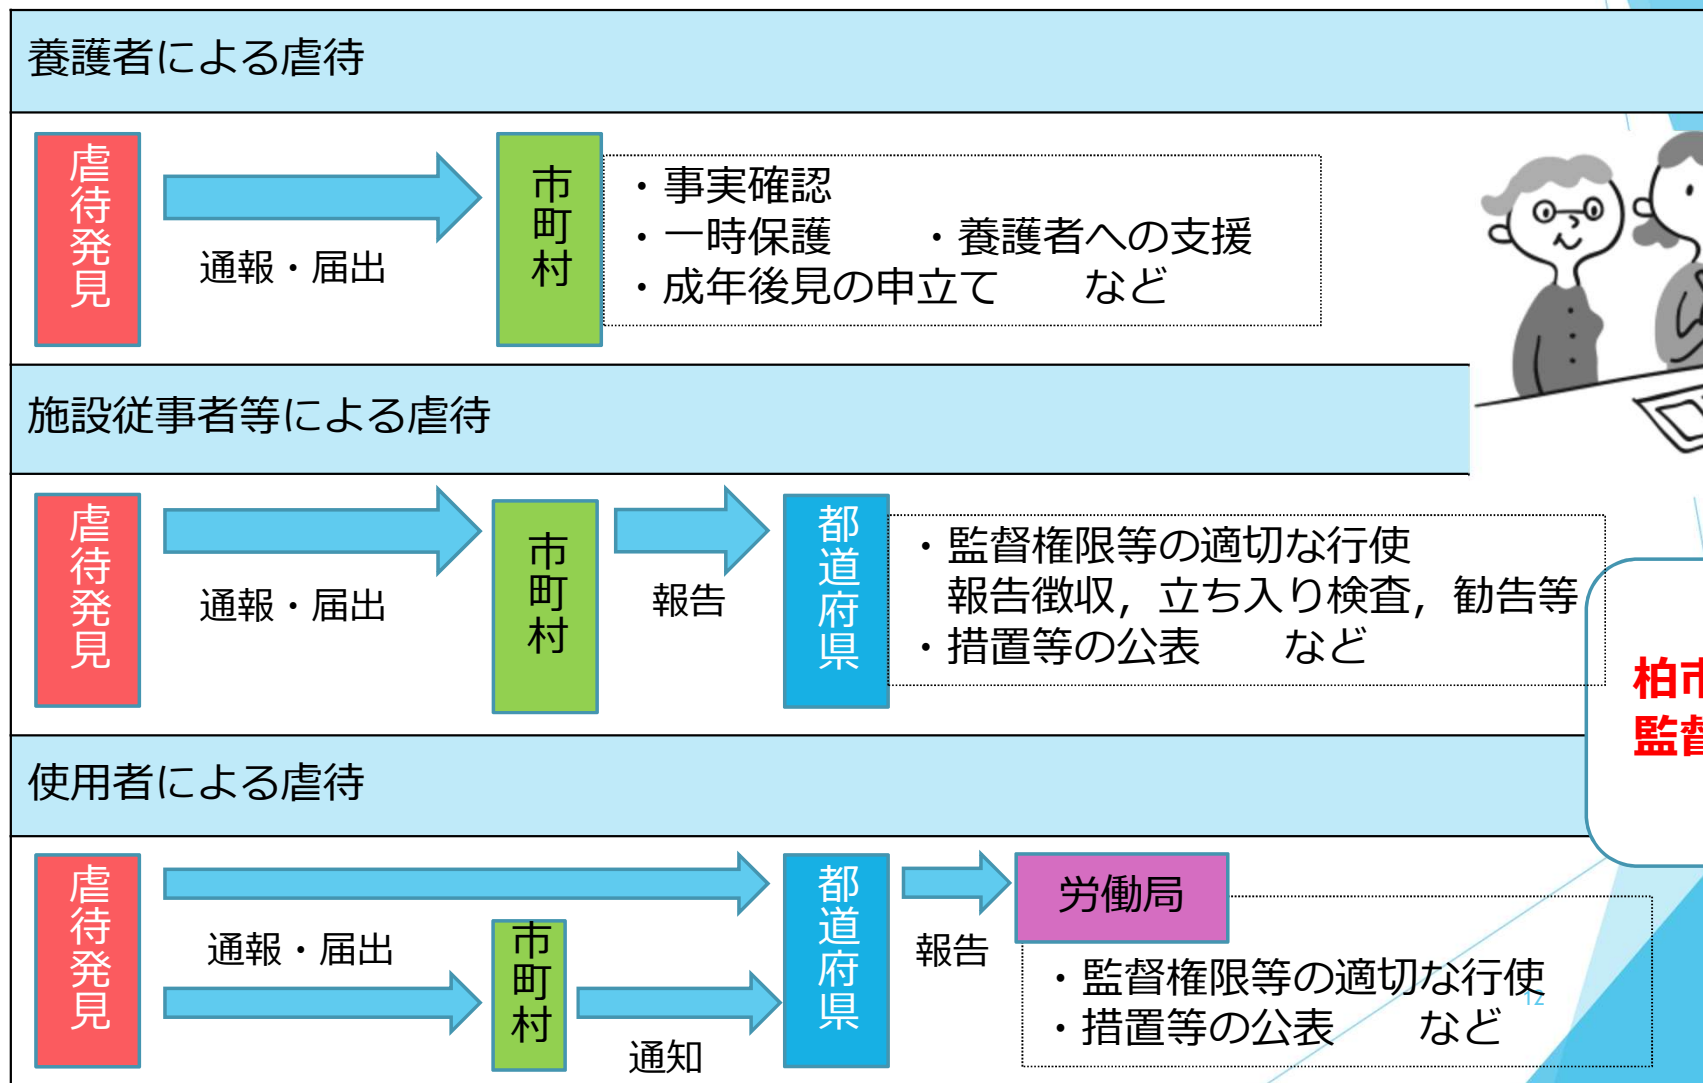 養護者による虐待
虐待発見
通報・届出
市町村
・事実確認
・一時保護　　・養護者への支援
・成年後見の申立て　　など
施設従事者等による虐待
虐待発見
通報・届出
市町村
報告
都道府県
・監督権限等の適切な行使
報告徴収，立ち入り検査，勧告等
・措置等の公表　　など
柏市
監督
使用者による虐待
虐待発見
通報・届出
市町村
通知
都道府県
報告
労働局
・監督権限等の適切な行使
・措置等の公表　　など
12